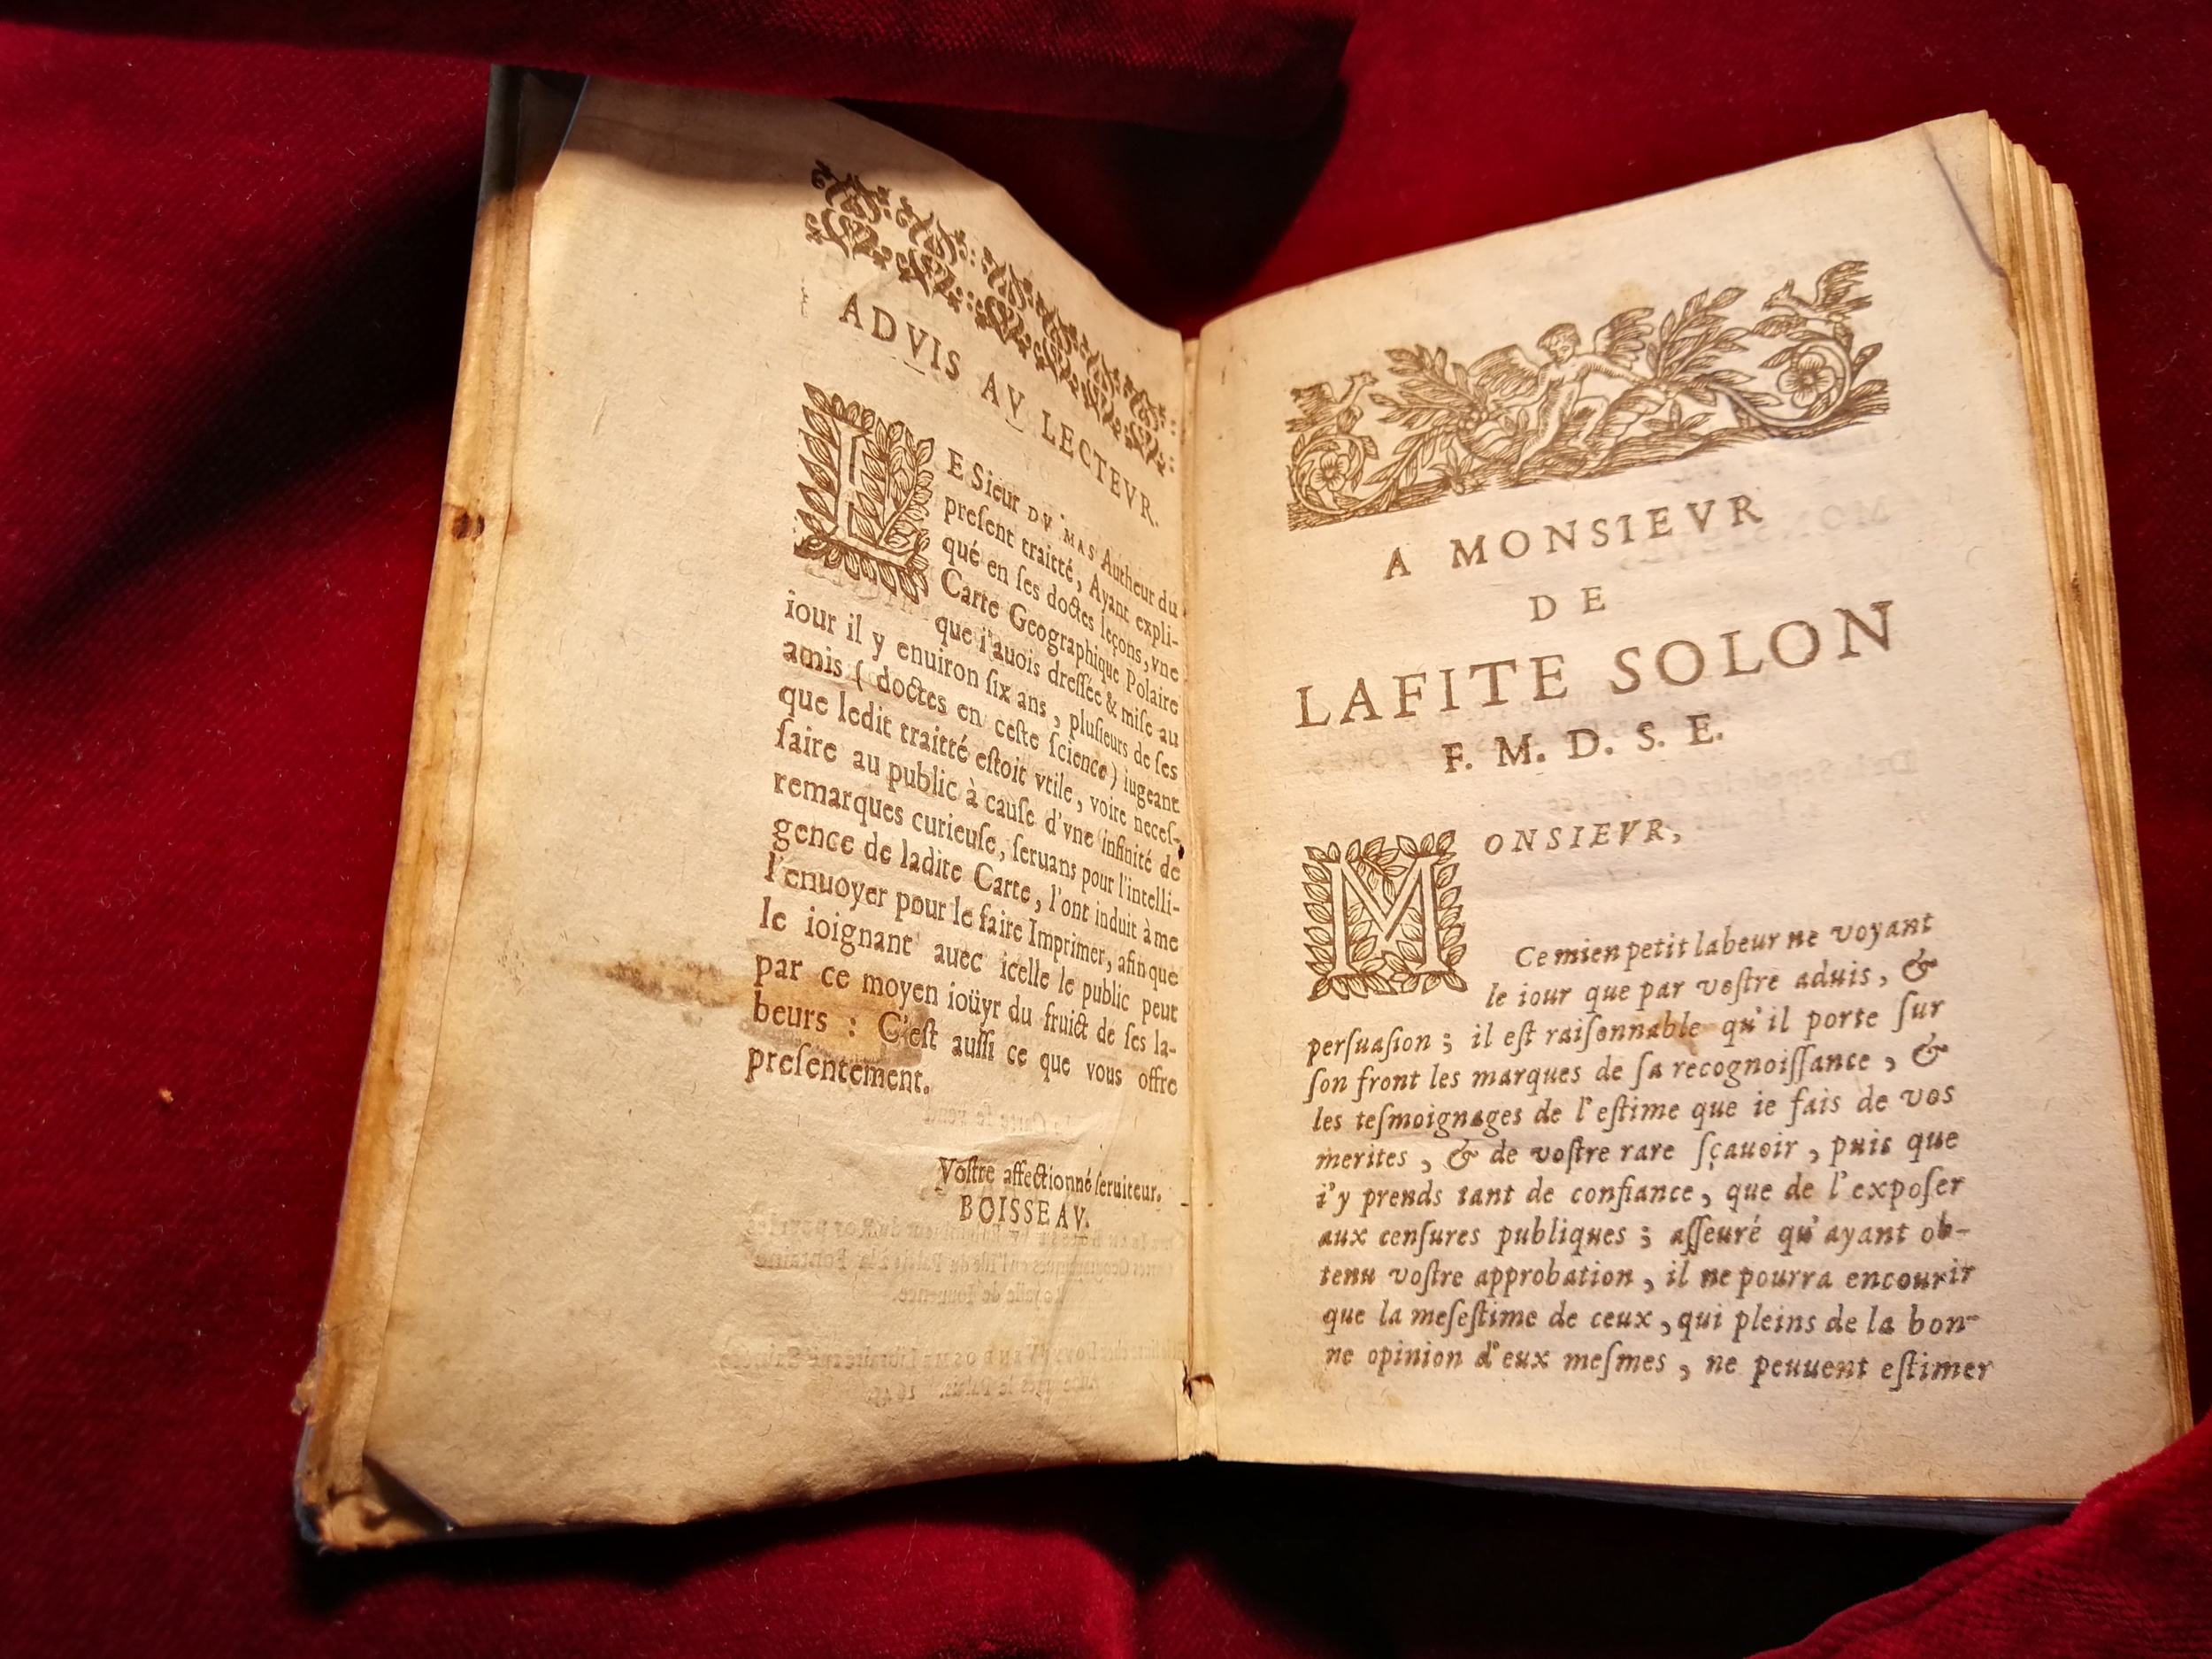 ADVIS AV LECTEVR.
LE Sieur DV MAS Autheur du
preſent traitté, Ayant expli-
qué en ſes doctes leçons, vne
Carte Geographique Polaire
que i'auois dreſſée & miſe au
iour il y enuiron ſix ans, pluſieurs de ſes
amis (doctes en ceſte ſcience) iugeant
que ledit traitté eſtoit vtile, voire neceſ-
ſaire au public à cauſe d'vne infinité de
remarques curieuſe, ſeruans pour l'intelli-
gence de ladite Carte, l'ont induit à me
l'enuoyer pour le faire Imprimer, afin que
le ioignant auec icelle le public peut
par ce moyen ioüyr du fruict de ſes la-
beurs : C'eſt auſſi ce que vous offre
preſentement.
Voſtre affectionné ſeruiteur.
BOISSEAV.
A MONSIEVR
DE
LAFITE SOLON
F. M. D. S. E.
MONSIEVR,
Ce mien petit labeur ne voyant
le iour que par voſtre aduis, &
perſuaſion ; il eſt raiſonnable qu'il porte ſur
ſon front les marques de ſa recognoiſſance, &
les teſmoignages de l'eſtime que ie fais de vos
merites, & de voſtre rare ſçauoir, puis que
i'y prends tant de confiance, que de l'expoſer
aux cenſures publiques ; aſſeuré qu'ayant ob-
tenu voſtre approbation, il ne pourra encourir
que la meſeſtime de ceux, qui pleins de la bon-
ne opinion d'eux meſmes, ne peuuent eſtimer